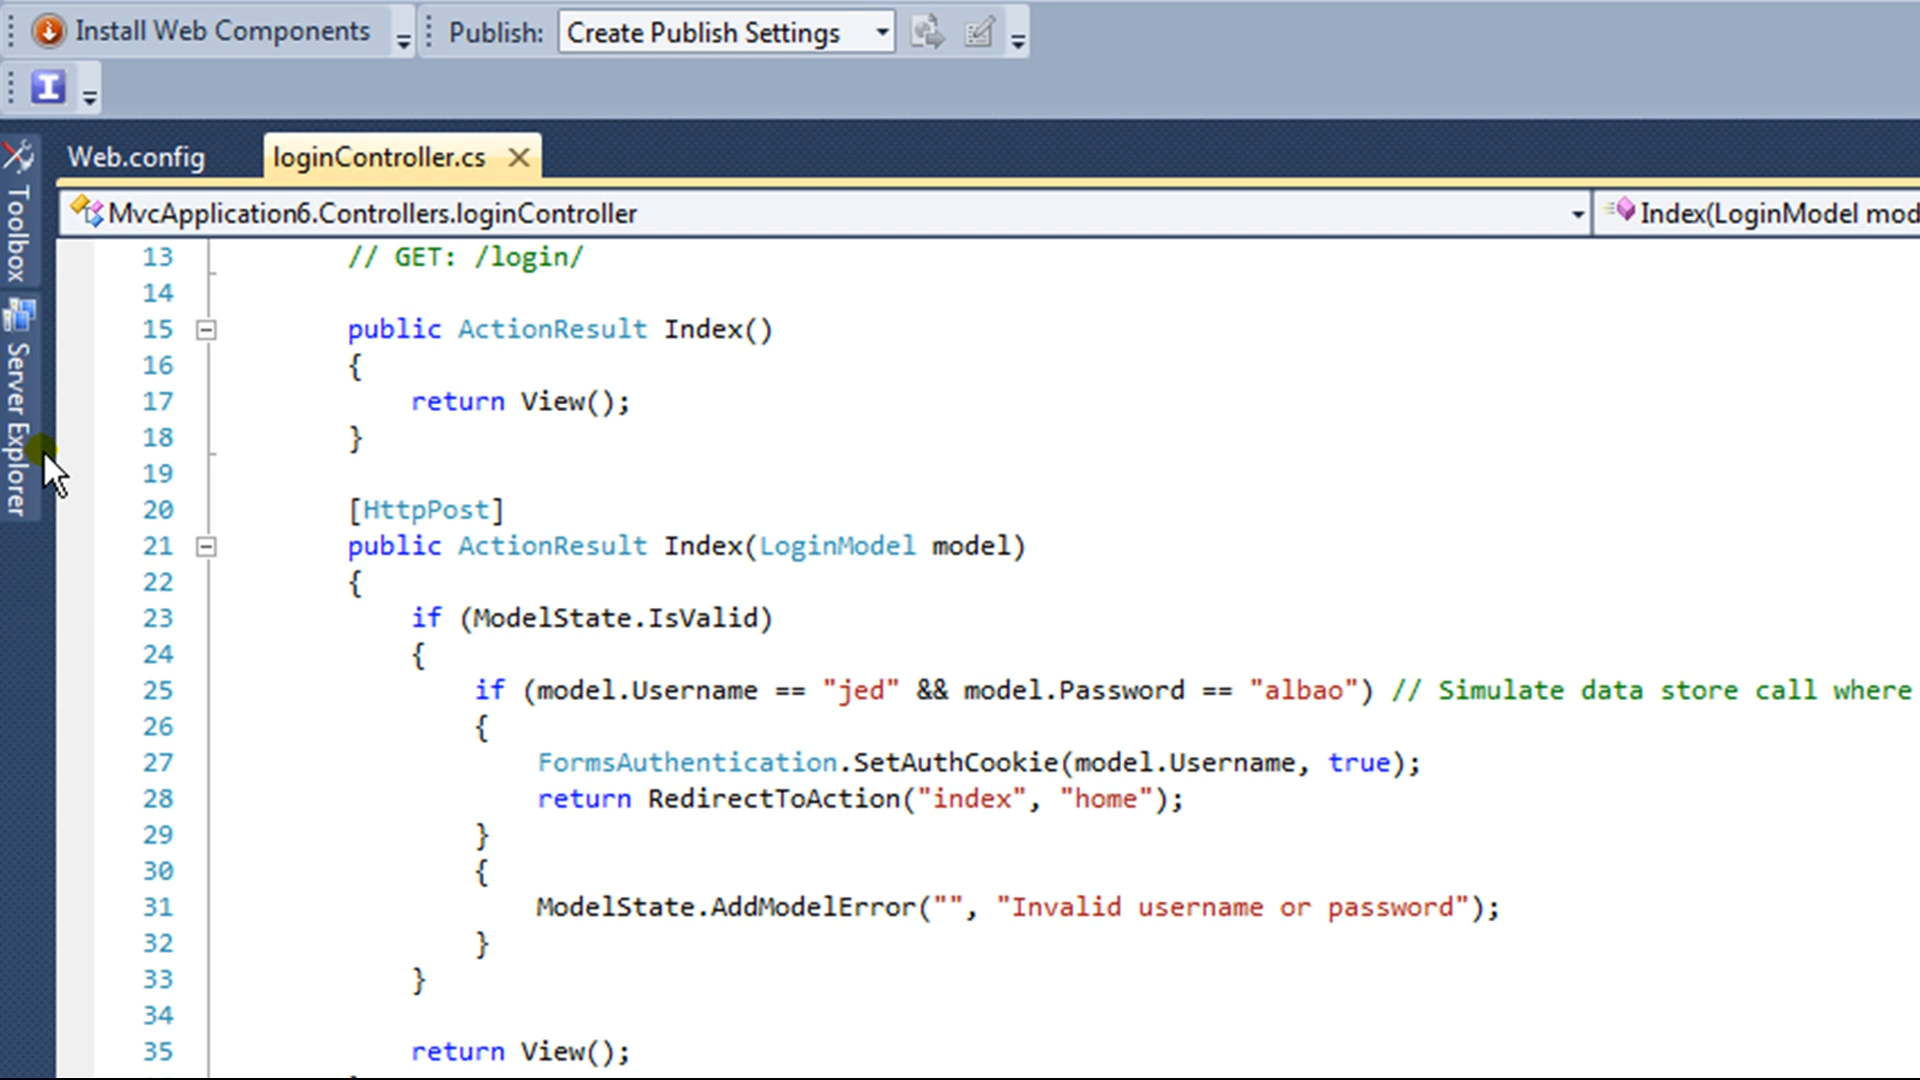 Install Web Components Publish: Create Publish Settings
Web.config loginController.cs
MvcApplication6.Controllers.loginController Index(LoginModel mod
Toolbox
Server Explorer
13 // GET: /login/
14
15 public ActionResult Index()
16 {
17 return View();
18 }
19
20 [HttpPost]
21 public ActionResult Index(LoginModel model)
22 {
23 if (ModelState.IsValid)
24 {
25 if (model.Username == "jed" && model.Password == "albao") // Simulate data store call where
26 {
27 FormsAuthentication.SetAuthCookie(model.Username, true);
28 return RedirectToAction("index", "home");
29 }
30 {
31 ModelState.AddModelError("", "Invalid username or password");
32 }
33 }
34
35 return View();